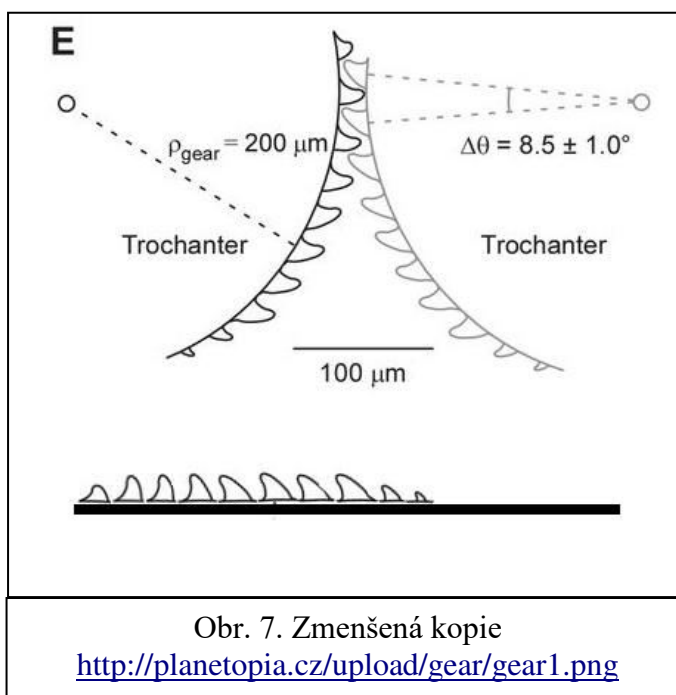 E
ρgear = 200 μm
Δθ = 8.5 ± 1.0°
Trochanter
Trochanter
100 μm
Obr. 7. Zmenšená kopie
http://planetopia.cz/upload/gear/gear1.png